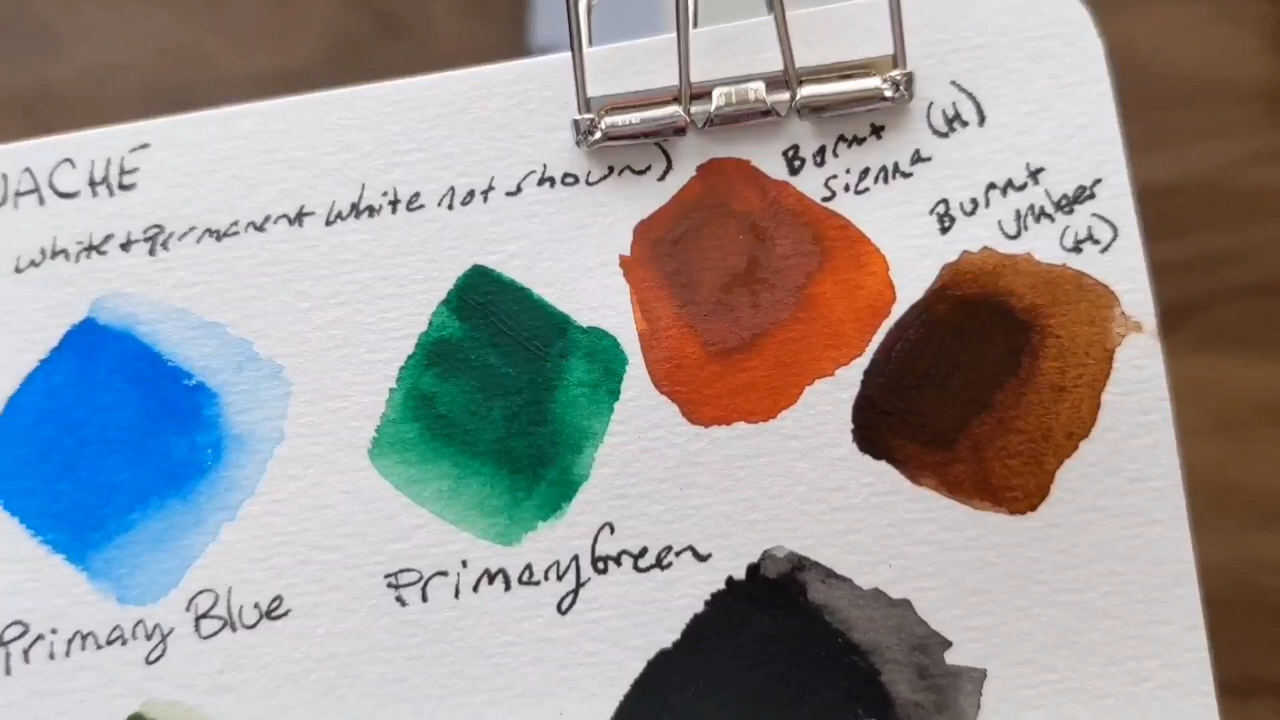 UACHE
white + permanent white not shown)
Burnt
Sienna (H)
Burnt
Umber
(H)
Primary Green
Primary Blue